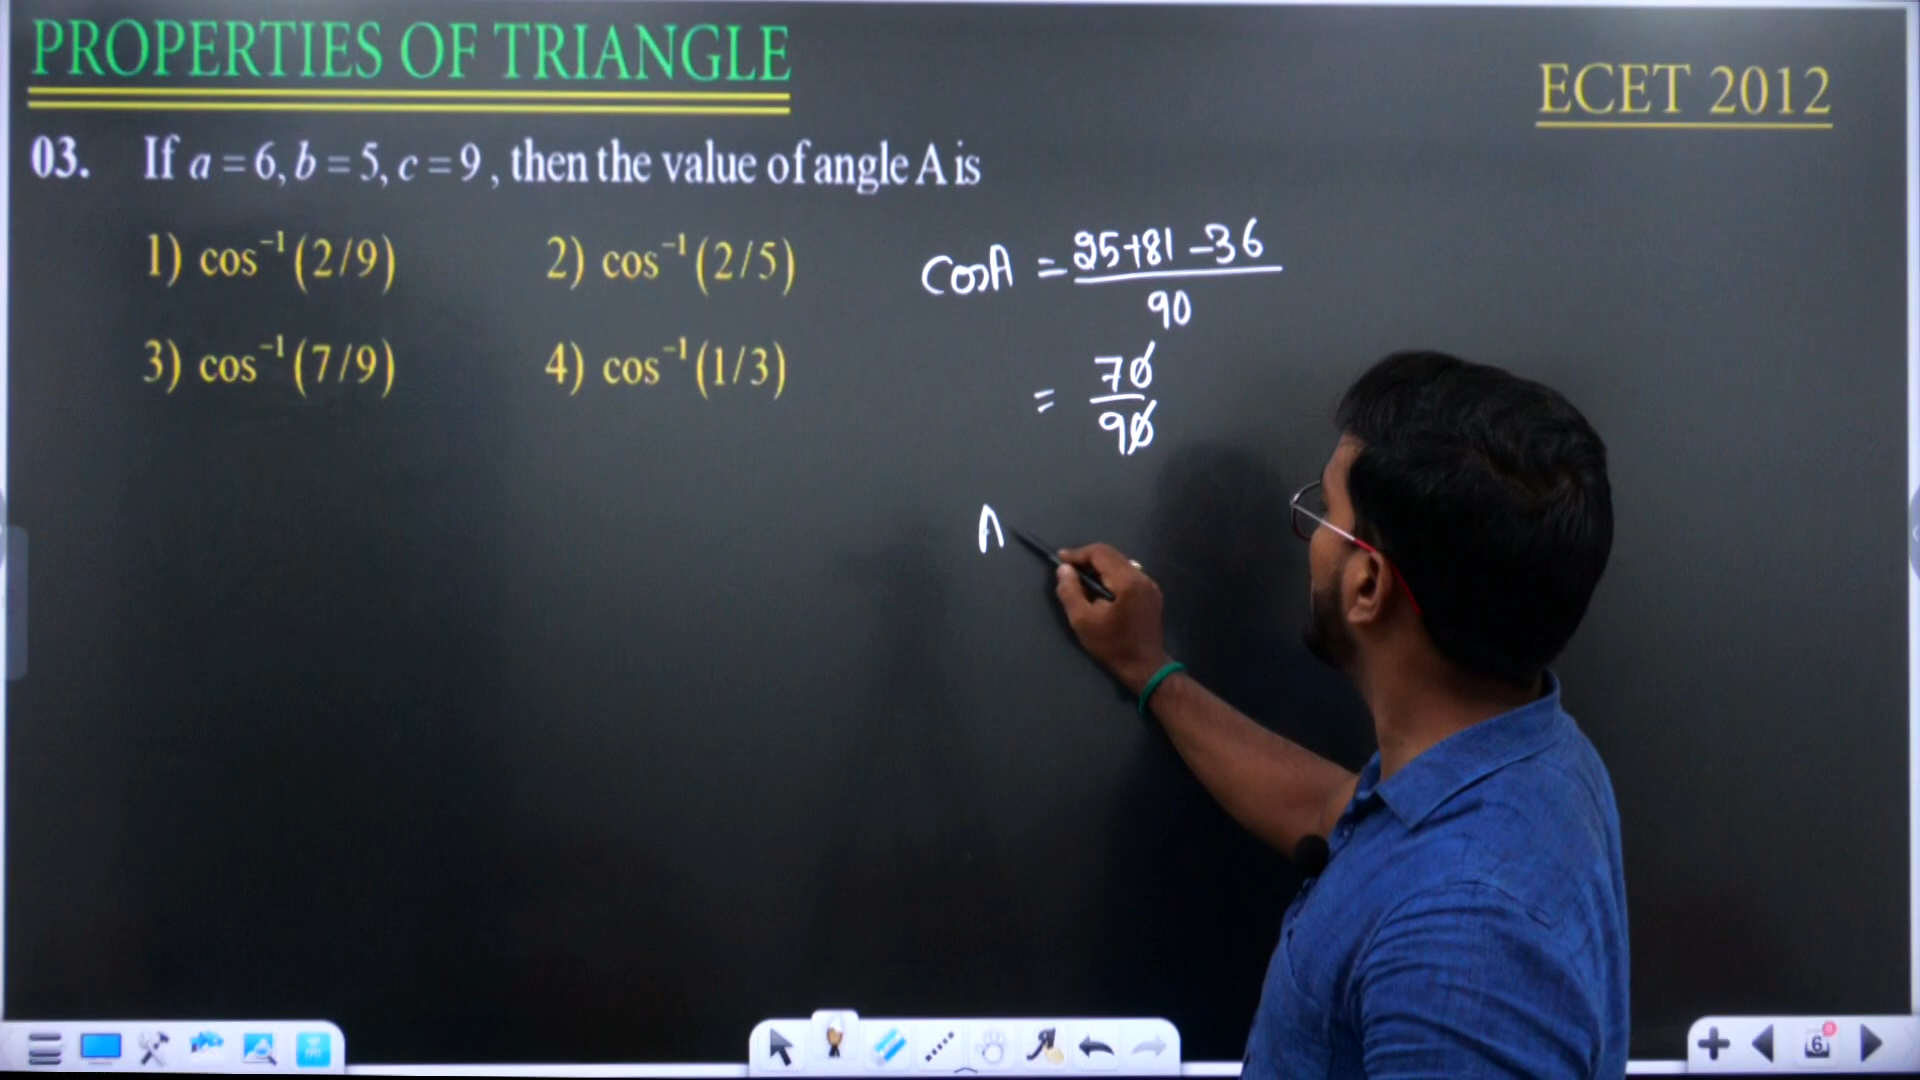 PROPERTIES OF TRIANGLE
ECET 2012
03. If a = 6, b = 5, c = 9, then the value of angle A is
1) cos⁻¹(2/9) 2) cos⁻¹(2/5)
3) cos⁻¹(7/9) 4) cos⁻¹(1/3)
CosA = 25+81-36
90
= 70
90
A
6